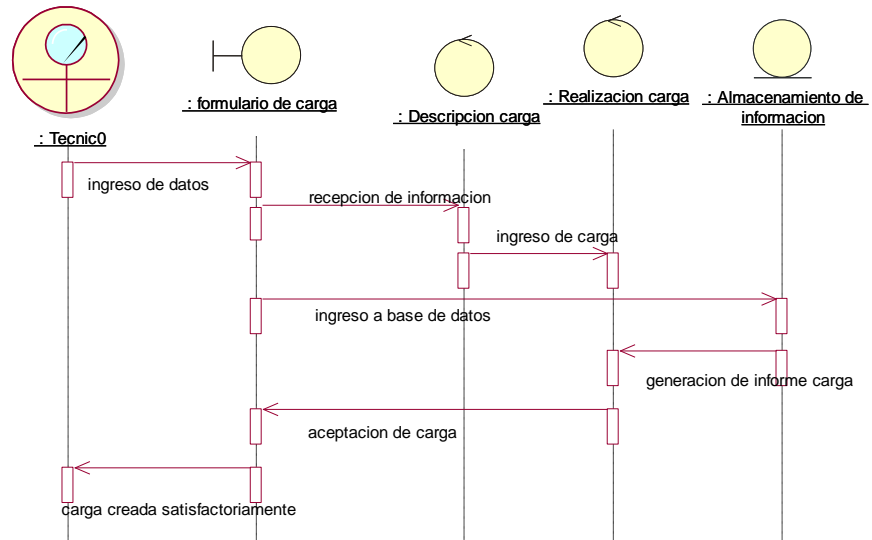 : Tecnic0
: formulario de carga
: Descripcion carga
: Realizacion carga
: Almacenamiento de
informacion
ingreso de datos
recepcion de informacion
ingreso de carga
ingreso a base de datos
generacion de informe carga
aceptacion de carga
carga creada satisfactoriamente